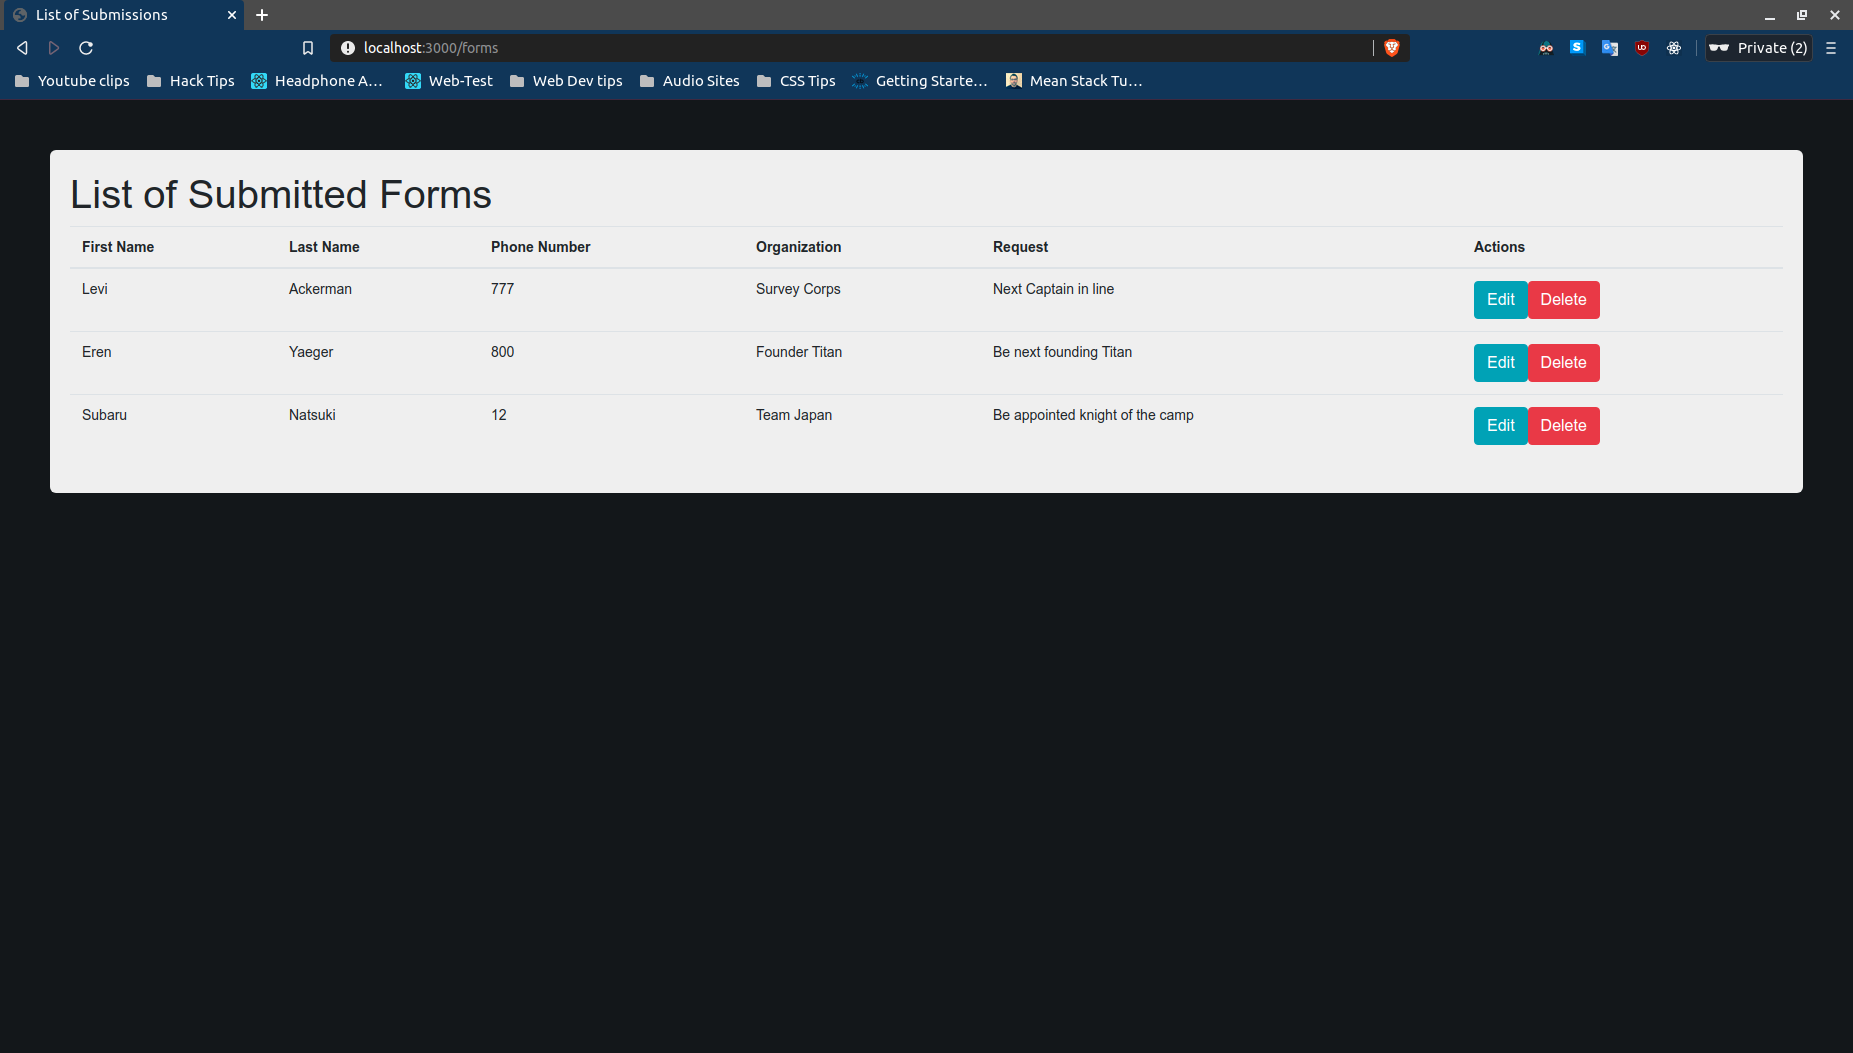 List of Submissions
localhost:3000/forms
Private (2)
Youtube clips Hack Tips Headphone A... Web-Test Web Dev tips Audio Sites CSS Tips Getting Starte... Mean Stack Tu...
List of Submitted Forms
First Name Last Name Phone Number Organization Request Actions
Levi Ackerman 777 Survey Corps Next Captain in line Edit Delete
Eren Yaeger 800 Founder Titan Be next founding Titan Edit Delete
Subaru Natsuki 12 Team Japan Be appointed knight of the camp Edit Delete